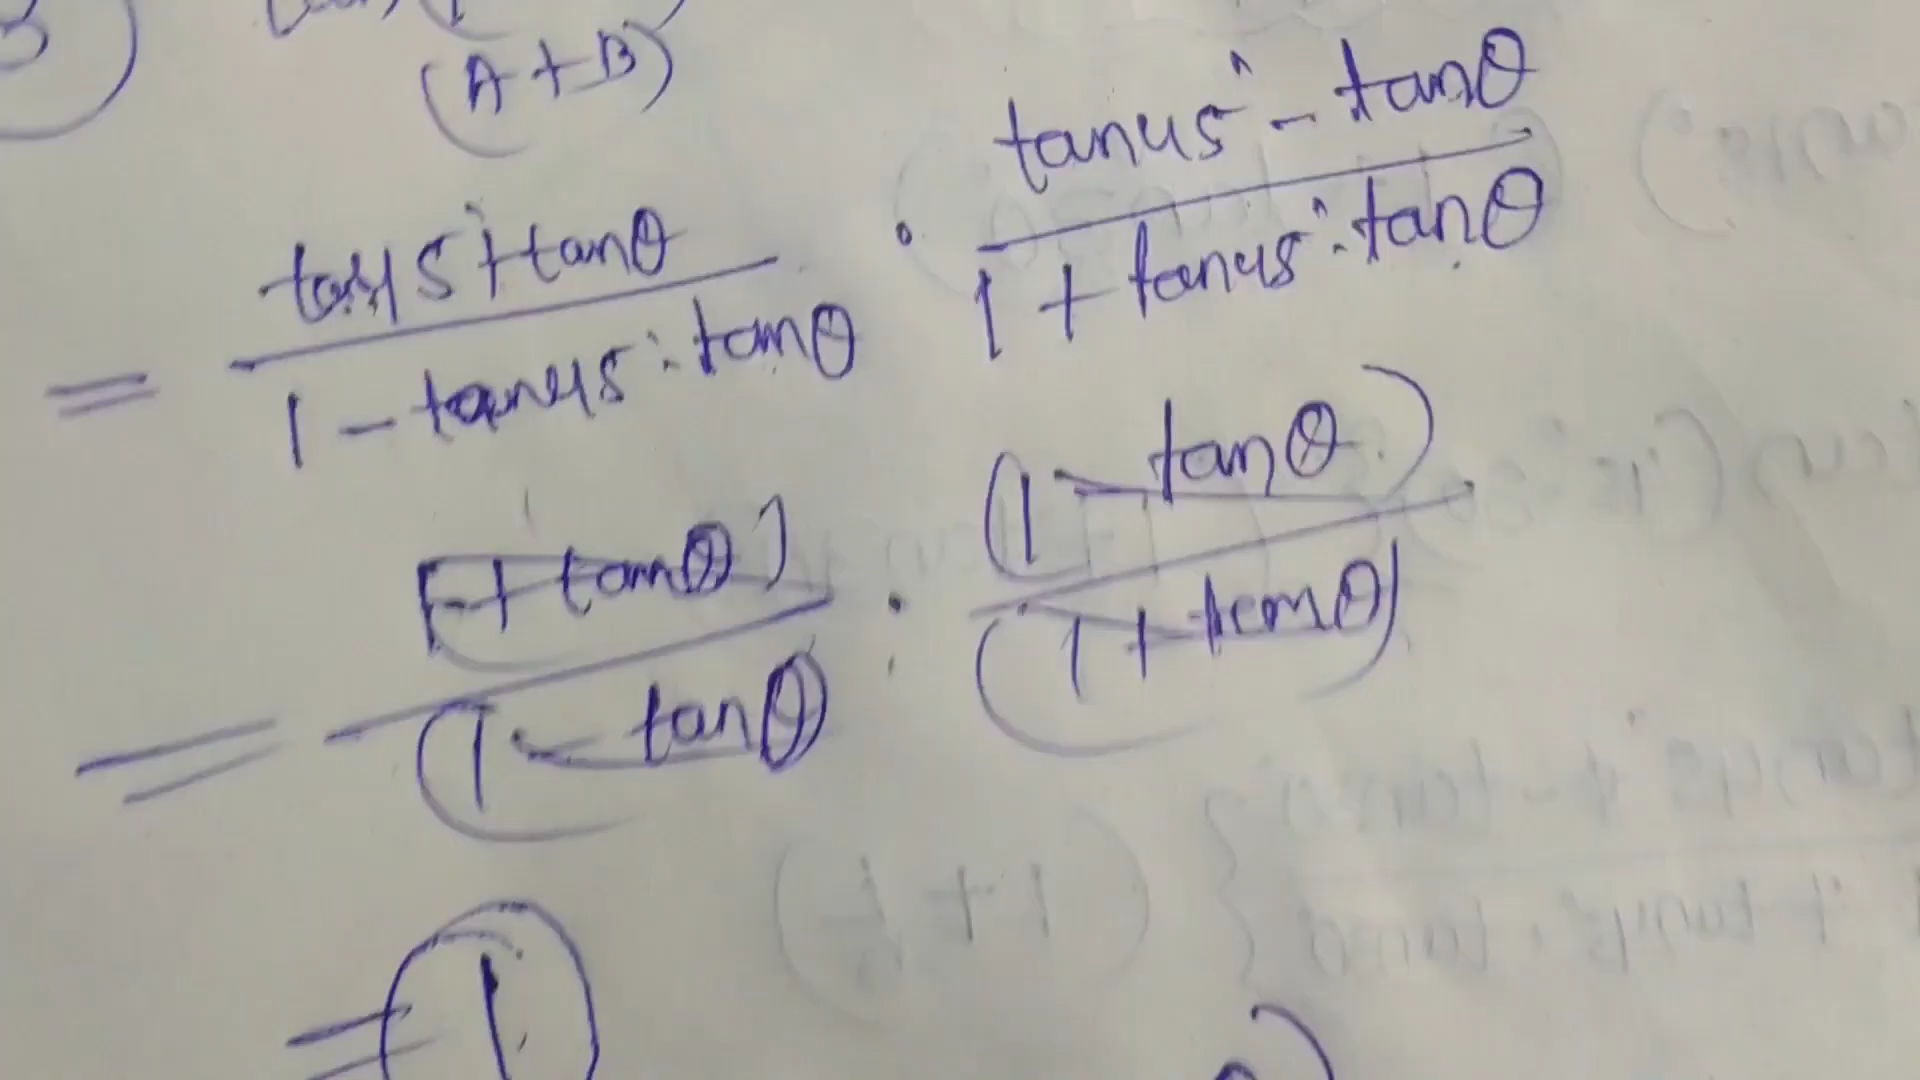 (A + B)
tan45° + tanθ / 1 - tan45°·tanθ · tan45° - tanθ / 1 + tan45°·tanθ
= (1 + tanθ) / (1 - tanθ) · (1 - tanθ) / (1 + tanθ)
= 1